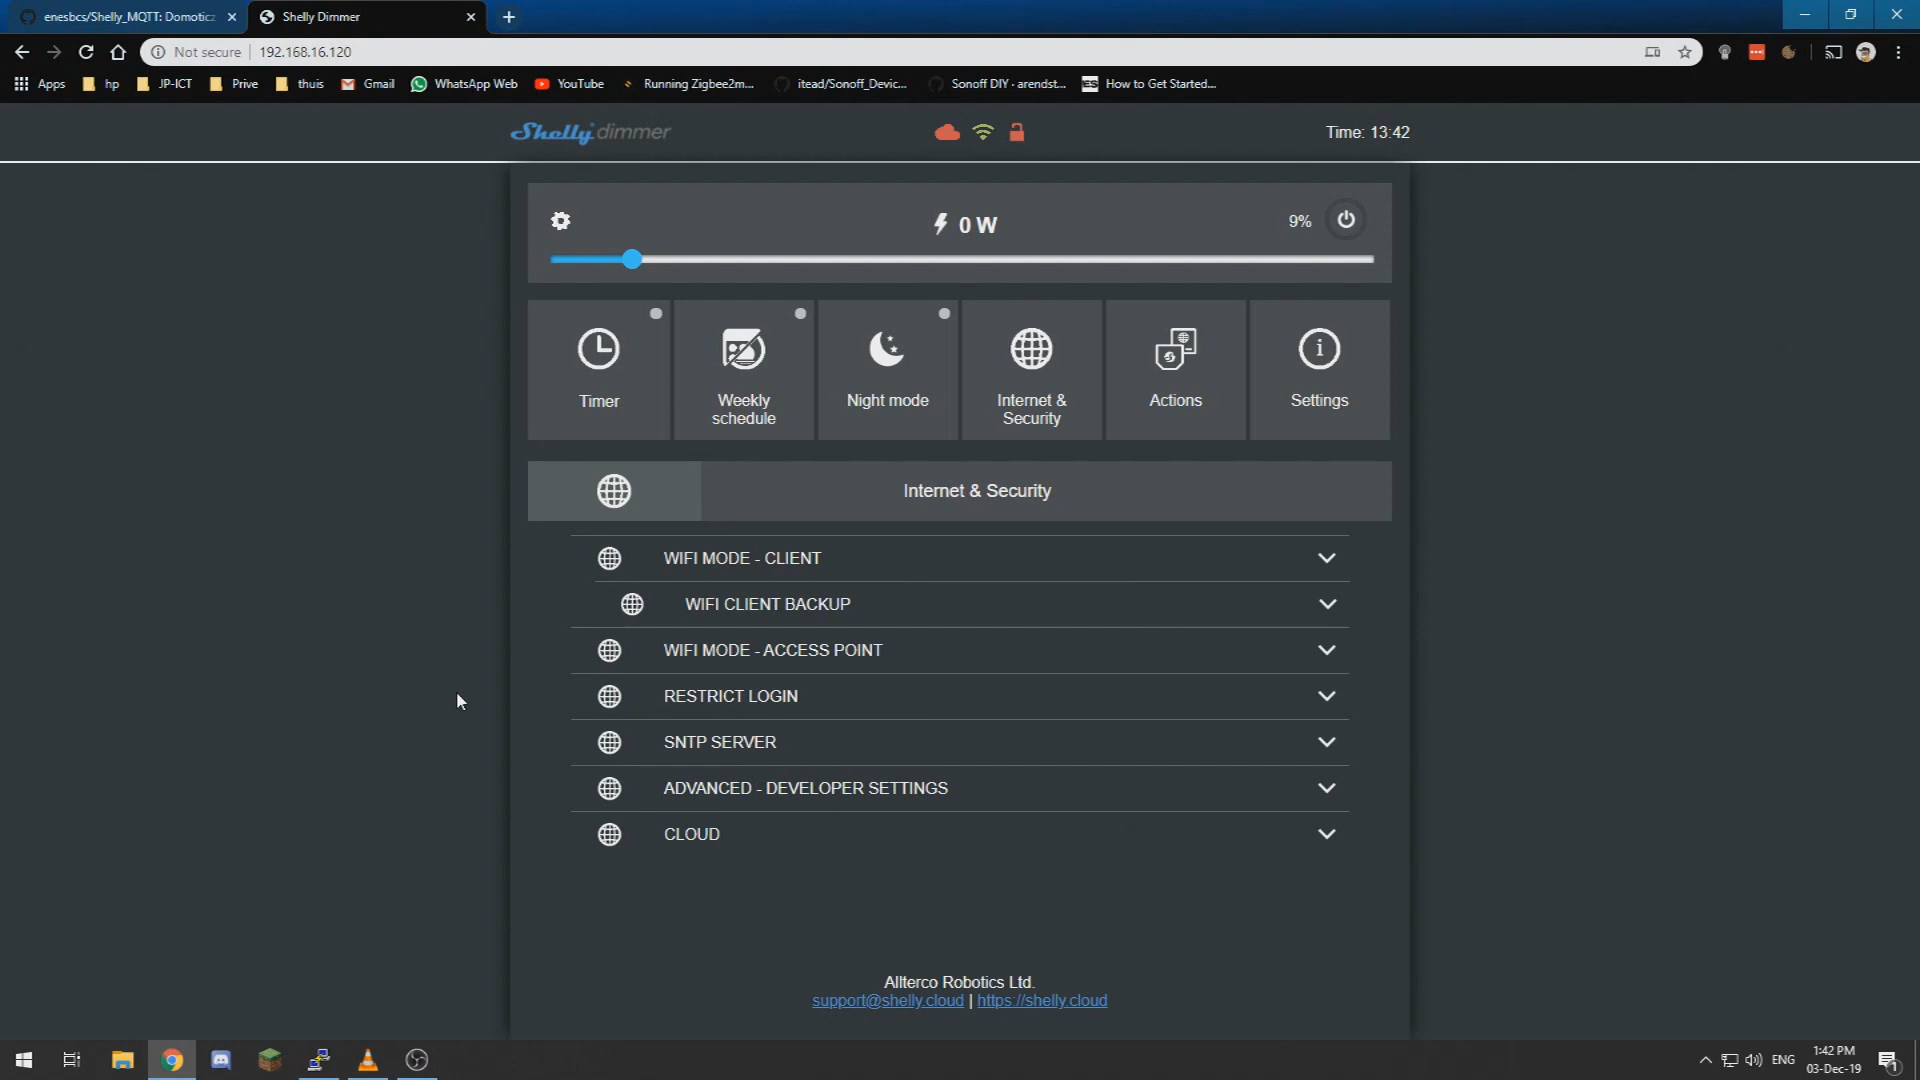 enesbcs/Shelly_MQTT: Domoticz
Shelly Dimmer
Not secure
192.168.16.120
Apps
hp
JP-ICT
Prive
thuis
Gmail
WhatsApp Web
YouTube
Running Zigbee2m...
itead/Sonoff_Devic...
Sonoff DIY · arendst...
How to Get Started...
Shelly dimmer
Time: 13:42
0 W
9%
Timer
Weekly
schedule
Night mode
Internet &
Security
Actions
Settings
Internet & Security
WIFI MODE - CLIENT
WIFI CLIENT BACKUP
WIFI MODE - ACCESS POINT
RESTRICT LOGIN
SNTP SERVER
ADVANCED - DEVELOPER SETTINGS
CLOUD
Allterco Robotics Ltd.
support@shelly.cloud | https://shelly.cloud
ENG
1:42 PM
03-Dec-19
1